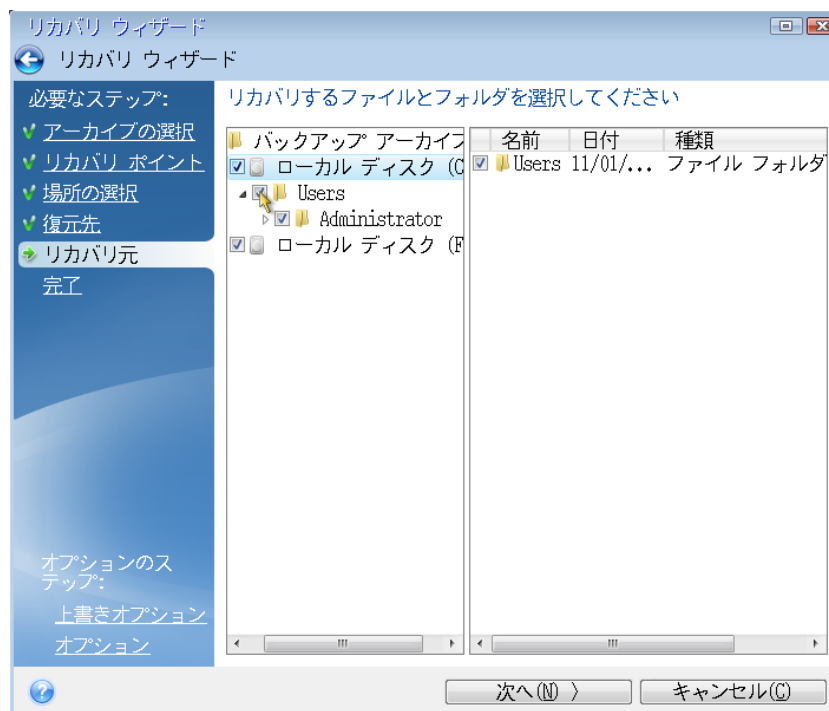 リカバリ ウィザード
リカバリ ウィザード
必要なステップ:
アーカイブの選択
リカバリ ポイント
場所の選択
復元先
リカバリ元
完了
オプションのス
テップ:
上書きオプション
オプション
リカバリするファイルとフォルダを選択してください
バックアップ アーカイブ
ローカル ディスク (C
Users
Administrator
ローカル ディスク (F
名前 日付 種類
Users 11/01/... ファイル フォルダ
次へ(N) 〉 キャンセル(C)